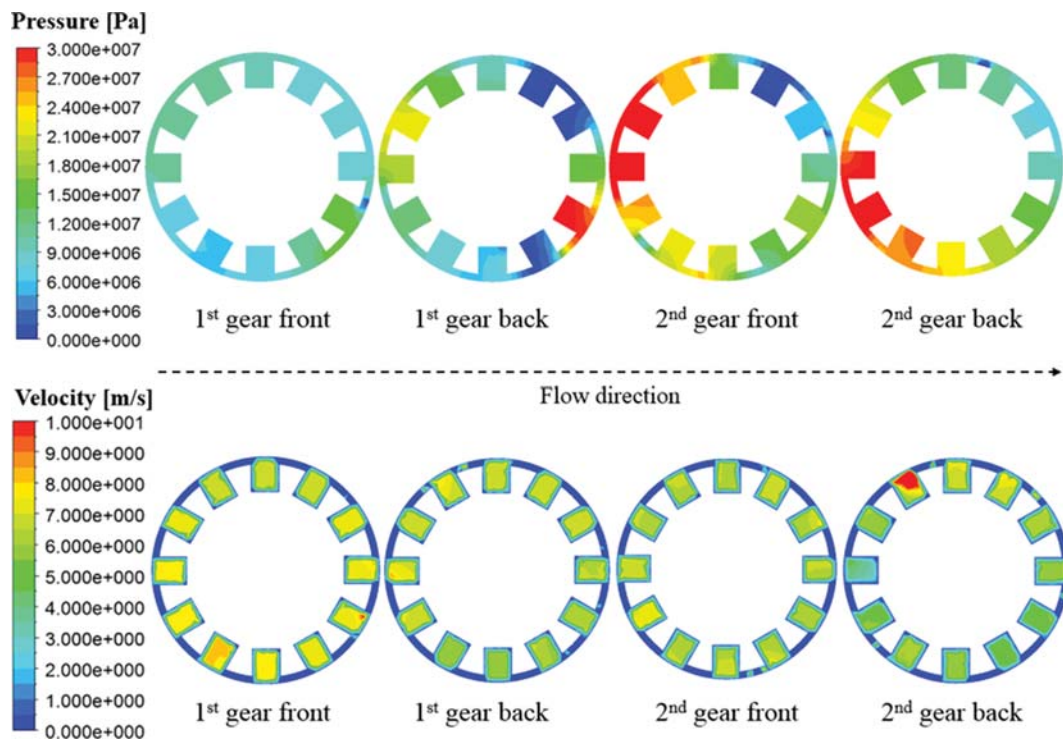 Pressure [Pa]
3.000e+007
2.700e+007
2.400e+007
2.100e+007
1.800e+007
1.500e+007
1.200e+007
9.000e+006
6.000e+006
3.000e+006
0.000e+000
1st gear front
1st gear back
2nd gear front
2nd gear back
Flow direction
Velocity [m/s]
1.000e+001
9.000e+000
8.000e+000
7.000e+000
6.000e+000
5.000e+000
4.000e+000
3.000e+000
2.000e+000
1.000e+000
0.000e+000
1st gear front
1st gear back
2nd gear front
2nd gear back